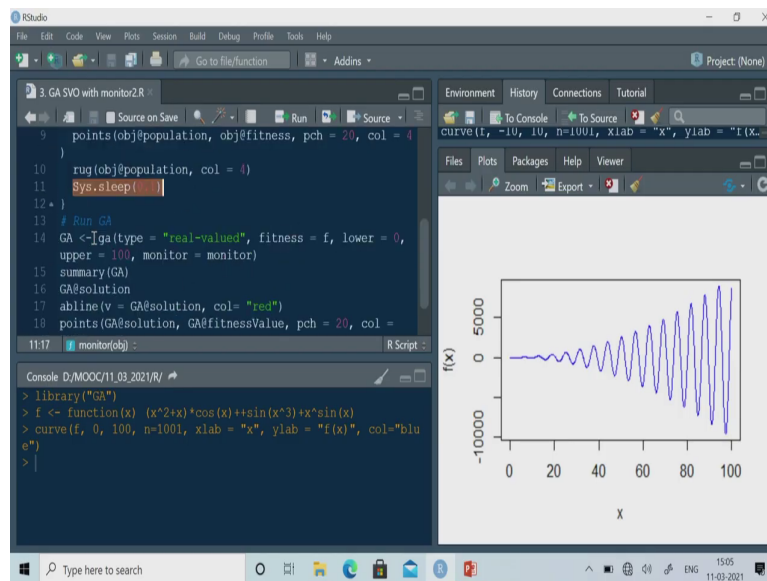 RStudio
File Edit Code View Plots Session Build Debug Profile Tools Help
Go to file/function Addins Project: (None)
3. GA SVO with monitor2.R
Source on Save Run Source
9 points(obj@population, obj@fitness, pch = 20, col = 4
)
10 rug(obj@population, col = 4)
11 Sys.sleep(
12 }
13 # Run GA
14 GA <- ga(type = "real-valued", fitness = f, lower = 0,
upper = 100, monitor = monitor)
15 summary(GA)
16 GA@solution
17 abline(v = GA@solution, col= "red")
18 points(GA@solution, GA@fitnessValue, pch = 20, col =
11:17 monitor(obj) R Script
Console D:/MOOC/11_03_2021/R/
> library("GA")
> f <- function(x) (x^2+x)*cos(x)++sin(x^3)+x^sin(x)
> curve(f, 0, 100, n=1001, xlab = "x", ylab = "f(x)", col="blu
e")
>
Environment History Connections Tutorial
To Console To Source
curve(f, -10, 10, n=1001, xlab = "x", ylab = "f(x...
Files Plots Packages Help Viewer
Zoom Export
f(x)
5000
0
-10000
0 20 40 60 80 100
x
Type here to search
ENG
15:05
11-03-2021